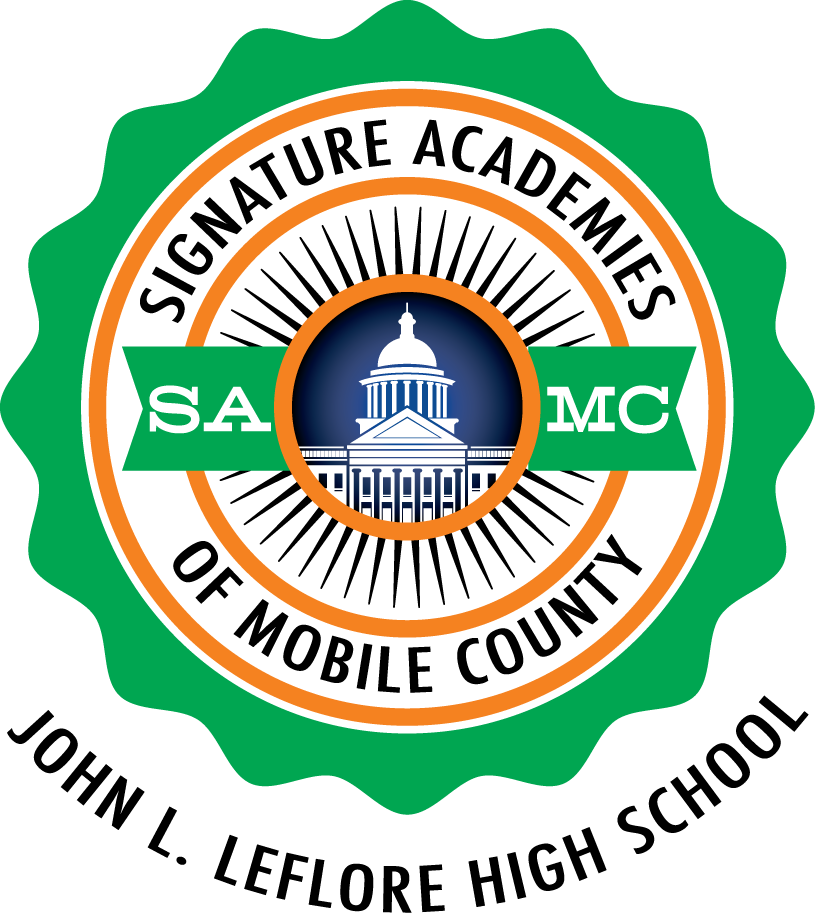 SIGNATURE ACADEMIES
SA MC
OF MOBILE COUNTY
JOHN L. LEFLORE HIGH SCHOOL